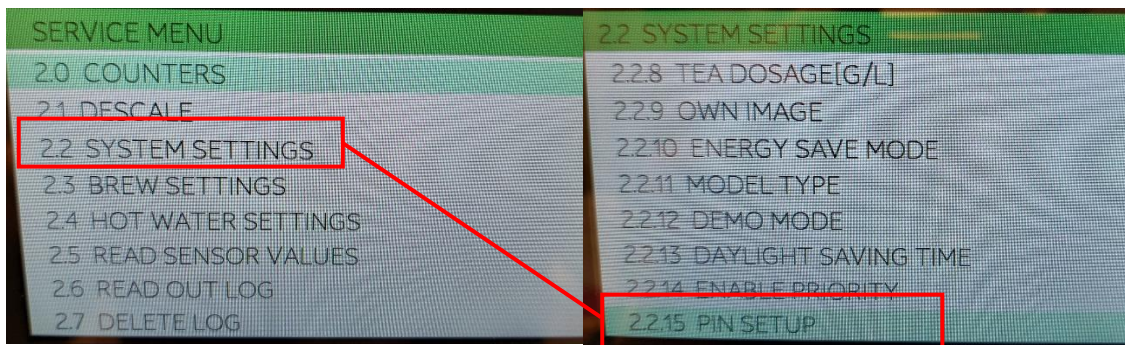 SERVICE MENU
2.0 COUNTERS
2.1 DESCALE
2.2 SYSTEM SETTINGS
2.3 BREW SETTINGS
2.4 HOT WATER SETTINGS
2.5 READ SENSOR VALUES
2.6 READ OUT LOG
2.7 DELETE LOG
2.2 SYSTEM SETTINGS
2.2.8 TEA DOSAGE[G/L]
2.2.9 OWN IMAGE
2.2.10 ENERGY SAVE MODE
2.2.11 MODEL TYPE
2.2.12 DEMO MODE
2.2.13 DAYLIGHT SAVING TIME
2.2.14 ENABLE PRIORITY
2.2.15 PIN SETUP